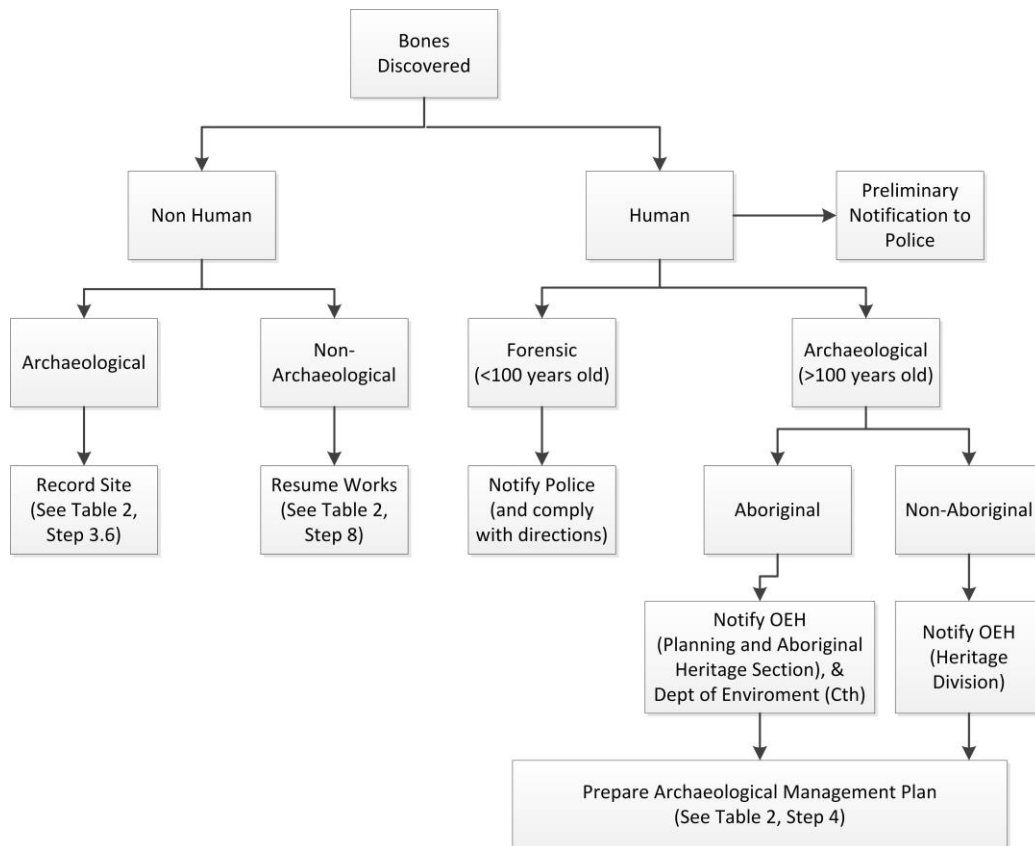 Bones
Discovered
Non Human
Human
Preliminary
Notification to
Police
Archaeological
Non-
Archaeological
Forensic
(<100 years old)
Archaeological
(>100 years old)
Record Site
(See Table 2,
Step 3.6)
Resume Works
(See Table 2,
Step 8)
Notify Police
(and comply
with directions)
Aboriginal
Non-Aboriginal
Notify OEH
(Planning and Aboriginal
Heritage Section), &
Dept of Enviroment (Cth)
Notify OEH
(Heritage
Division)
Prepare Archaeological Management Plan
(See Table 2, Step 4)